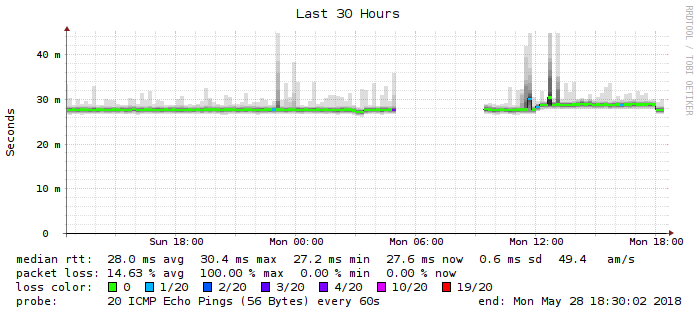 Last 30 Hours
RRDTOOL / TOBI OETIKER
40 m
30 m
20 m
10 m
0
Seconds
Sun 18:00 Mon 00:00 Mon 06:00 Mon 12:00 Mon 18:00
median rtt: 28.0 ms avg 30.4 ms max 27.2 ms min 27.6 ms now 0.6 ms sd 49.4 am/s
packet loss: 14.63 % avg 100.00 % max 0.00 % min 0.00 % now
loss color: 0 1/20 2/20 3/20 4/20 10/20 19/20
probe: 20 ICMP Echo Pings (56 Bytes) every 60s end: Mon May 28 18:30:02 2018